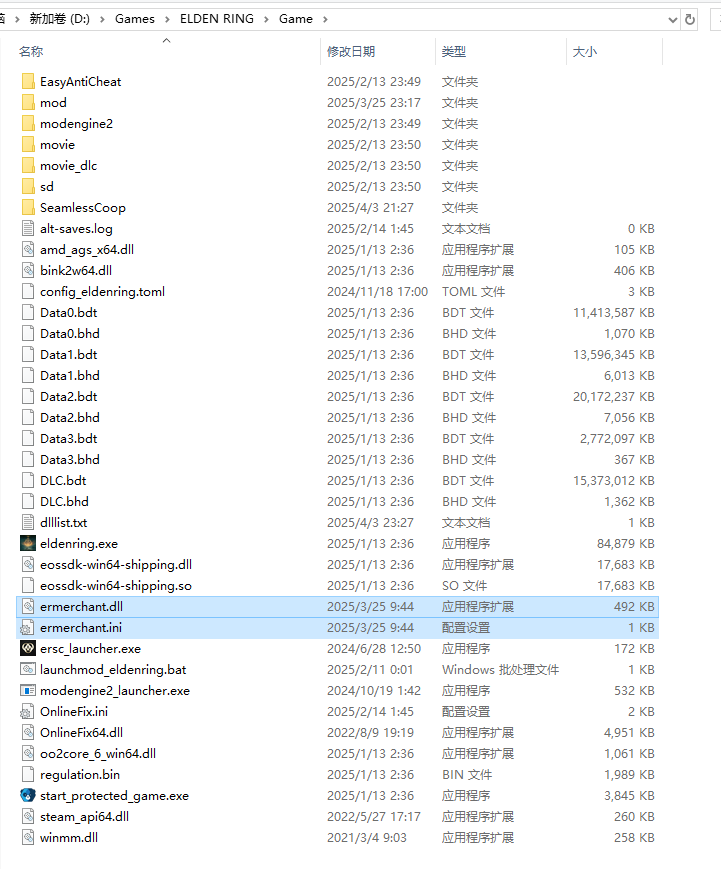 新加卷 (D:) > Games > ELDEN RING > Game >
名称 修改日期 类型 大小
EasyAntiCheat 2025/2/13 23:49 文件夹
mod 2025/3/25 23:17 文件夹
modengine2 2025/2/13 23:49 文件夹
movie 2025/2/13 23:50 文件夹
movie_dlc 2025/2/13 23:50 文件夹
sd 2025/2/13 23:50 文件夹
SeamlessCoop 2025/4/3 21:27 文件夹
alt-saves.log 2025/2/14 1:45 文本文档 0 KB
amd_ags_x64.dll 2025/1/13 2:36 应用程序扩展 105 KB
bink2w64.dll 2025/1/13 2:36 应用程序扩展 406 KB
config_eldenring.toml 2024/11/18 17:00 TOML 文件 3 KB
Data0.bdt 2025/1/13 2:36 BDT 文件 11,413,587 KB
Data0.bhd 2025/1/13 2:36 BHD 文件 1,070 KB
Data1.bdt 2025/1/13 2:36 BDT 文件 13,596,345 KB
Data1.bhd 2025/1/13 2:36 BHD 文件 6,013 KB
Data2.bdt 2025/1/13 2:36 BDT 文件 20,172,237 KB
Data2.bhd 2025/1/13 2:36 BHD 文件 7,056 KB
Data3.bdt 2025/1/13 2:36 BDT 文件 2,772,097 KB
Data3.bhd 2025/1/13 2:36 BHD 文件 367 KB
DLC.bdt 2025/1/13 2:36 BDT 文件 15,373,012 KB
DLC.bhd 2025/1/13 2:36 BHD 文件 1,362 KB
dlllist.txt 2025/4/3 23:27 文本文档 1 KB
eldenring.exe 2025/1/13 2:36 应用程序 84,879 KB
eossdk-win64-shipping.dll 2025/1/13 2:36 应用程序扩展 17,683 KB
eossdk-win64-shipping.so 2025/1/13 2:36 SO 文件 17,683 KB
ermerchant.dll 2025/3/25 9:44 应用程序扩展 492 KB
ermerchant.ini 2025/3/25 9:44 配置设置 1 KB
ersc_launcher.exe 2024/6/28 12:50 应用程序 172 KB
launchmod_eldenring.bat 2025/2/11 0:01 Windows 批处理文件 1 KB
modengine2_launcher.exe 2024/10/19 1:42 应用程序 532 KB
OnlineFix.ini 2025/2/14 1:45 配置设置 2 KB
OnlineFix64.dll 2022/8/9 19:19 应用程序扩展 4,951 KB
oo2core_6_win64.dll 2025/1/13 2:36 应用程序扩展 1,061 KB
regulation.bin 2025/1/13 2:36 BIN 文件 1,989 KB
start_protected_game.exe 2025/1/13 2:36 应用程序 3,845 KB
steam_api64.dll 2022/5/27 17:17 应用程序扩展 260 KB
winmm.dll 2021/3/4 9:03 应用程序扩展 258 KB